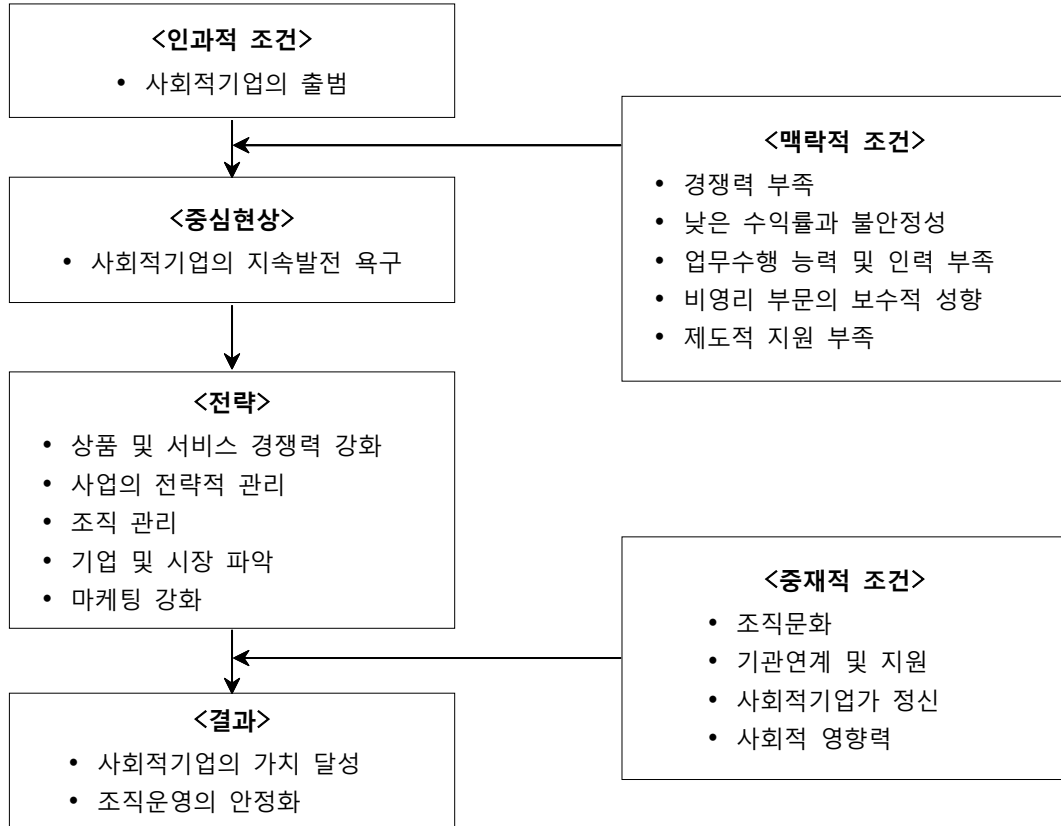 <인과적 조건>
• 사회적기업의 출범
<맥락적 조건>
• 경쟁력 부족
• 낮은 수익률과 불안정성
• 업무수행 능력 및 인력 부족
• 비영리 부문의 보수적 성향
• 제도적 지원 부족
<중심현상>
• 사회적기업의 지속발전 욕구
<전략>
• 상품 및 서비스 경쟁력 강화
• 사업의 전략적 관리
• 조직 관리
• 기업 및 시장 파악
• 마케팅 강화
<중재적 조건>
• 조직문화
• 기관연계 및 지원
• 사회적기업가 정신
• 사회적 영향력
<결과>
• 사회적기업의 가치 달성
• 조직운영의 안정화